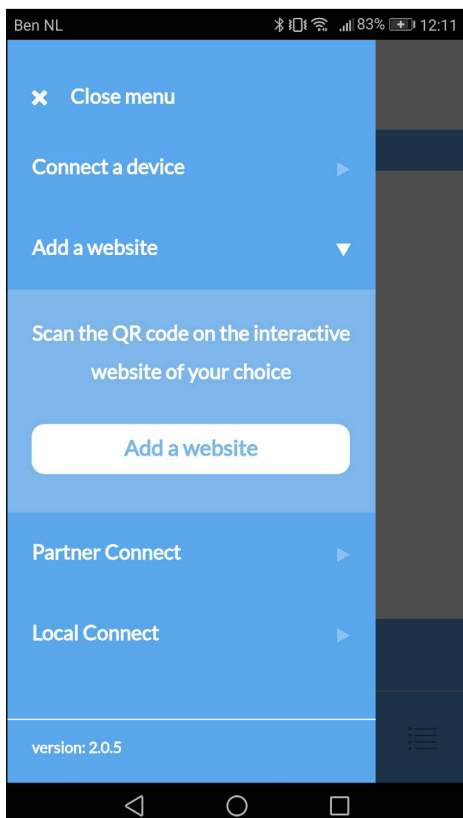 Ben NL 83% 12:11
Close menu
Connect a device
Add a website
Scan the QR code on the interactive
website of your choice
Add a website
Partner Connect
Local Connect
version: 2.0.5